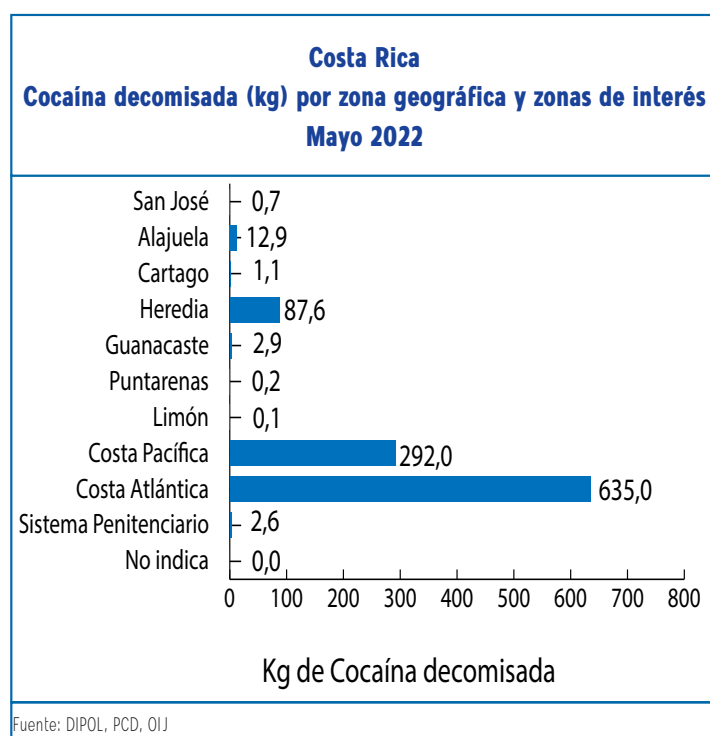 Costa Rica
Cocaína decomisada (kg) por zona geográfica y zonas de interés
Mayo 2022
San José 0,7
Alajuela 12,9
Cartago 1,1
Heredia 87,6
Guanacaste 2,9
Puntarenas 0,2
Limón 0,1
Costa Pacífica 292,0
Costa Atlántica 635,0
Sistema Penitenciario 2,6
No indica 0,0
0 100 200 300 400 500 600 700 800
Kg de Cocaína decomisada
Fuente: DIPOL, PCD, OIJ